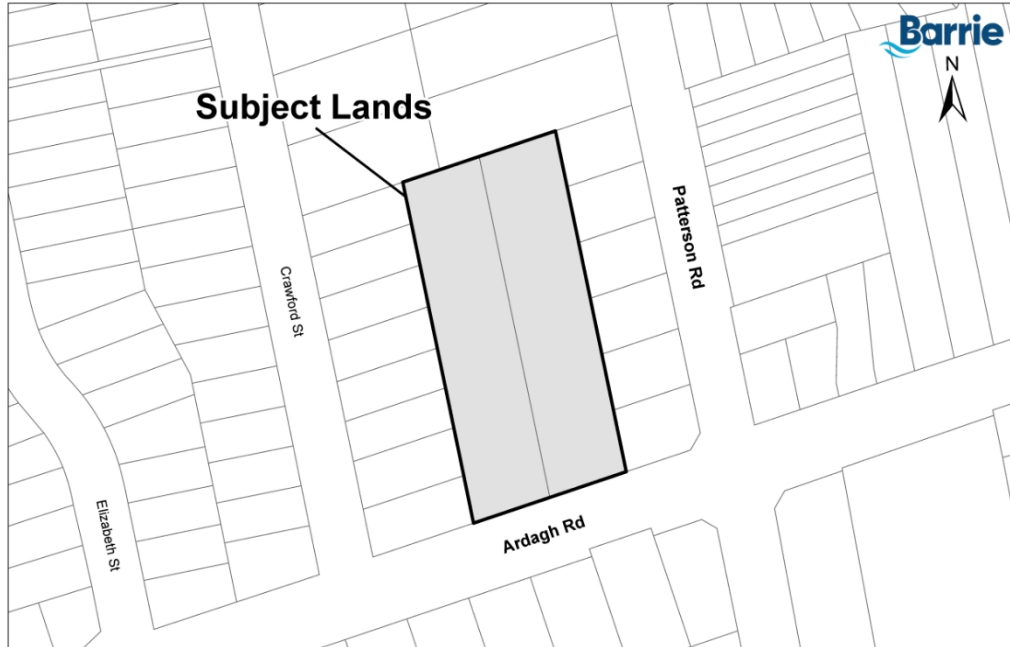 Barrie
N
Subject Lands
Patterson Rd
Crawford St
Elizabeth St
Ardagh Rd